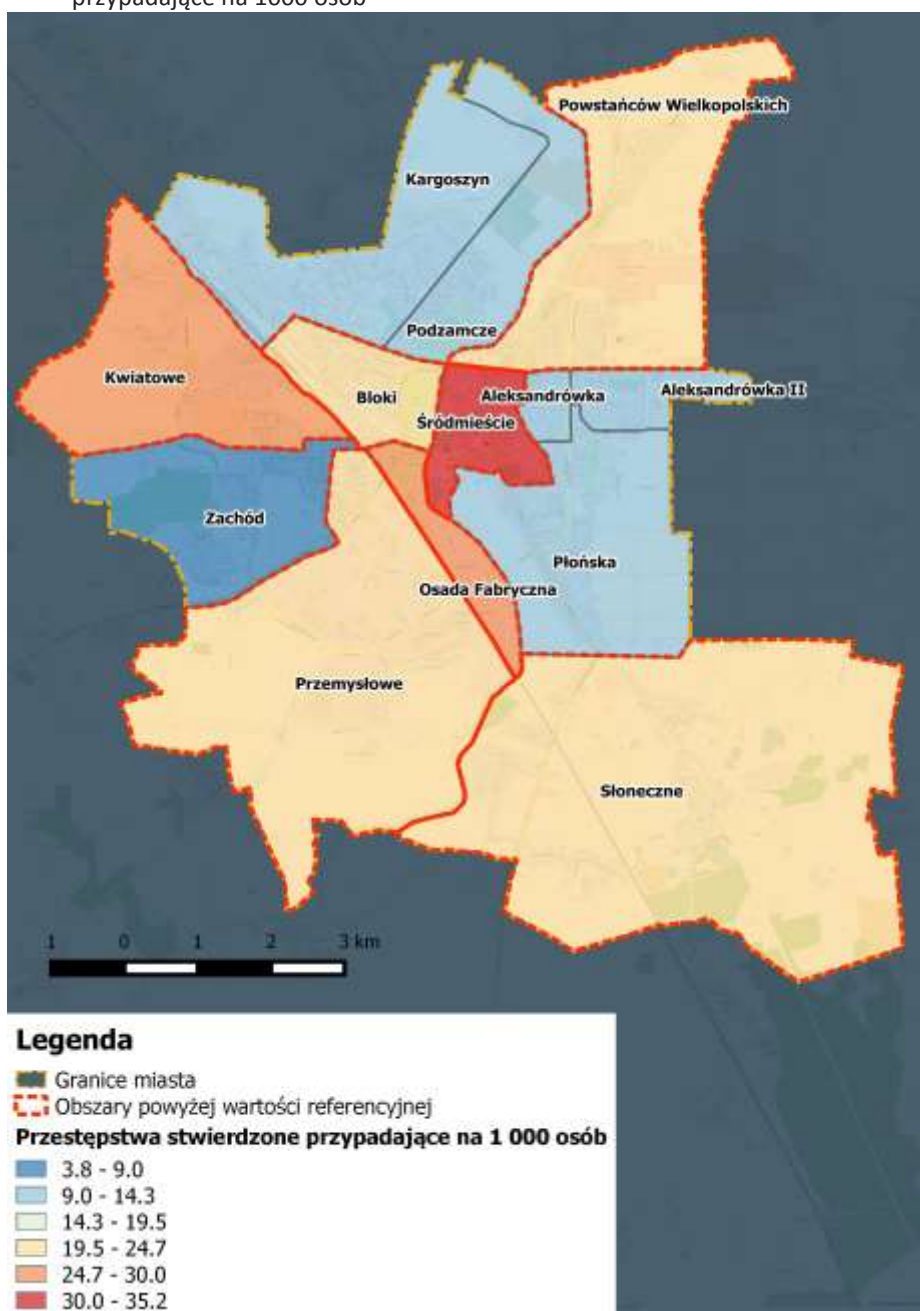 przypadające na 1000 osób
Powstańców Wielkopolskich
Kargoszyn
Podzamcze
Kwiatowe
Bloki
Aleksandrówka
Aleksandrówka II
Śródmieście
Zachód
Płońska
Osada Fabryczna
Przemysłowe
Słoneczne
1 0 1 2 3 km
Legenda
Granice miasta
Obszary powyżej wartości referencyjnej
Przestępstwa stwierdzone przypadające na 1 000 osób
3.8 - 9.0
9.0 - 14.3
14.3 - 19.5
19.5 - 24.7
24.7 - 30.0
30.0 - 35.2